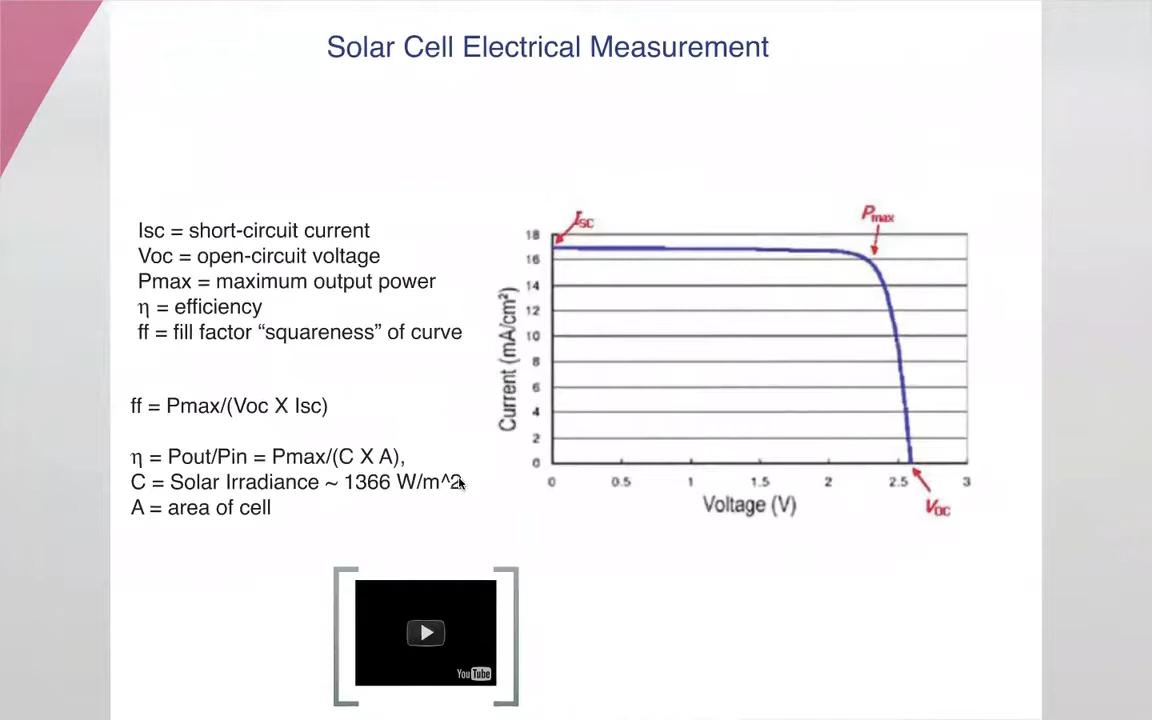 Solar Cell Electrical Measurement
Isc = short-circuit current
Voc = open-circuit voltage
Pmax = maximum output power
η = efficiency
ff = fill factor “squareness” of curve
ff = Pmax/(Voc X Isc)
η = Pout/Pin = Pmax/(C X A),
C = Solar Irradiance ~ 1366 W/m^2
A = area of cell
ISC
Pmax
18
16
14
12
10
8
6
4
2
0
Current (mA/cm²)
0 0.5 1 1.5 2 2.5 3
Voltage (V)
VOC
YouTube